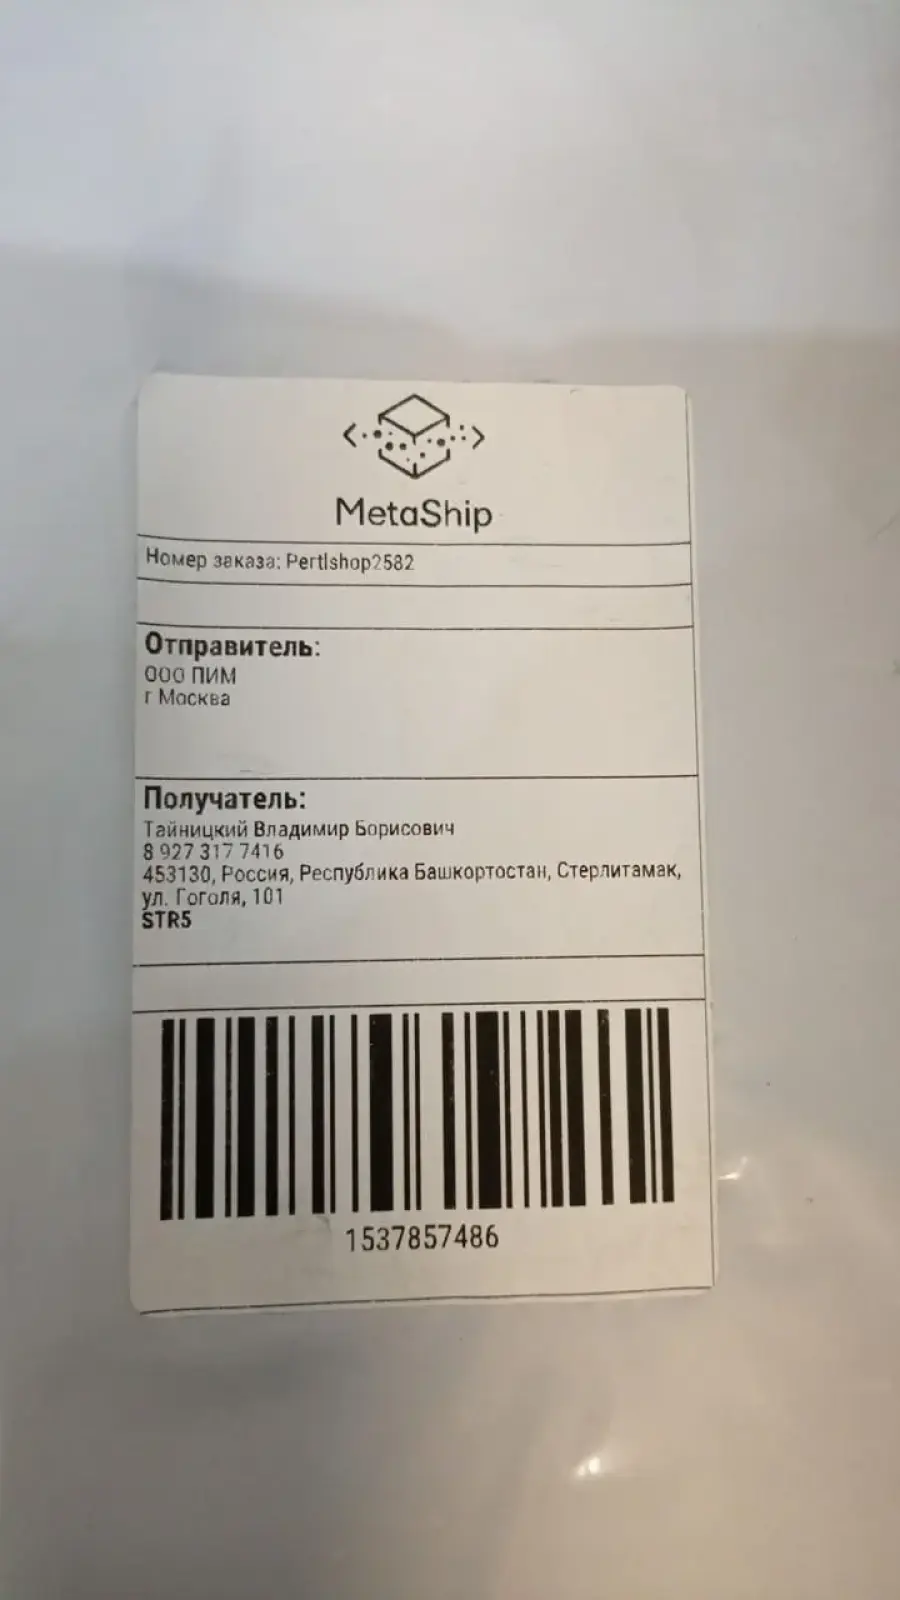 MetaShip
Номер заказа: Pertlshop2582
Отправитель:
ООО ПИМ
г Москва
Получатель:
Тайницкий Владимир Борисович
8 927 317 7416
453130, Россия, Республика Башкортостан, Стерлитамак,
ул. Гоголя, 101
STR5
1537857486